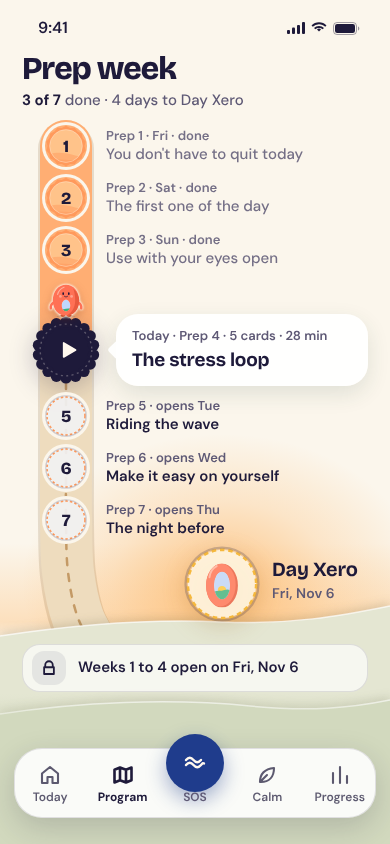 9:41
Prep week
3 of 7 done · 4 days to Day Xero
1
Prep 1 · Fri · done
You don't have to quit today
2
Prep 2 · Sat · done
The first one of the day
3
Prep 3 · Sun · done
Use with your eyes open
Today · Prep 4 · 5 cards · 28 min
The stress loop
5
Prep 5 · opens Tue
Riding the wave
6
Prep 6 · opens Wed
Make it easy on yourself
7
Prep 7 · opens Thu
The night before
Day Xero
Fri, Nov 6
Weeks 1 to 4 open on Fri, Nov 6
Today
Program
SOS
Calm
Progress